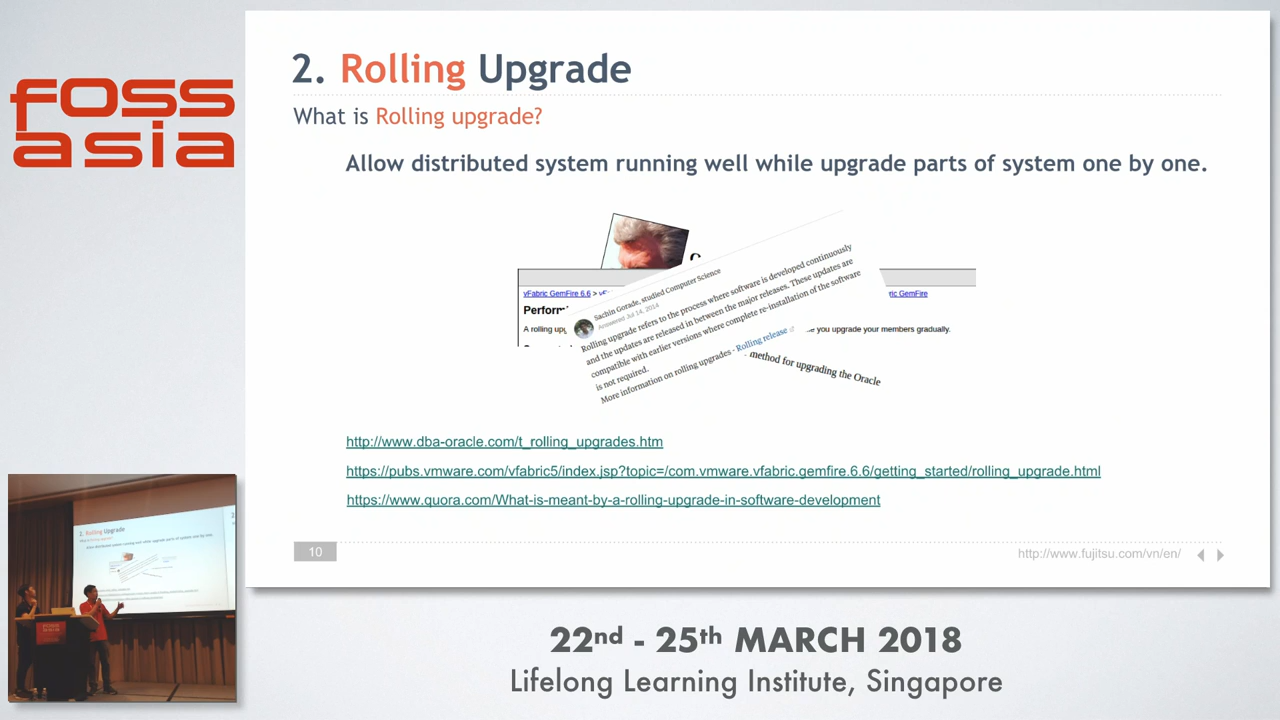 foss
asia
2. Rolling Upgrade
What is Rolling upgrade?
Allow distributed system running well while upgrade parts of system one by one.
vFabric GemFire 6.6 >
ric GemFire
Perform
A rolling upg
e you upgrade your members gradually.
Sachin Gorade, studied Computer Science
Answered Jul 14, 2014
Rolling upgrade refers to the process where software is developed continuously
and the updates are released in between the major releases. These updates are
compatible with earlier versions where complete re-installation of the software
is not required.
More information on rolling upgrades - Rolling release
method for upgrading the Oracle
http://www.dba-oracle.com/t_rolling_upgrades.htm
https://pubs.vmware.com/vfabric5/index.jsp?topic=/com.vmware.vfabric.gemfire.6.6/getting_started/rolling_upgrade.html
https://www.quora.com/What-is-meant-by-a-rolling-upgrade-in-software-development
10
http://www.fujitsu.com/vn/en/
2. Rolling Upgrade
22nd - 25th MARCH 2018
Lifelong Learning Institute, Singapore